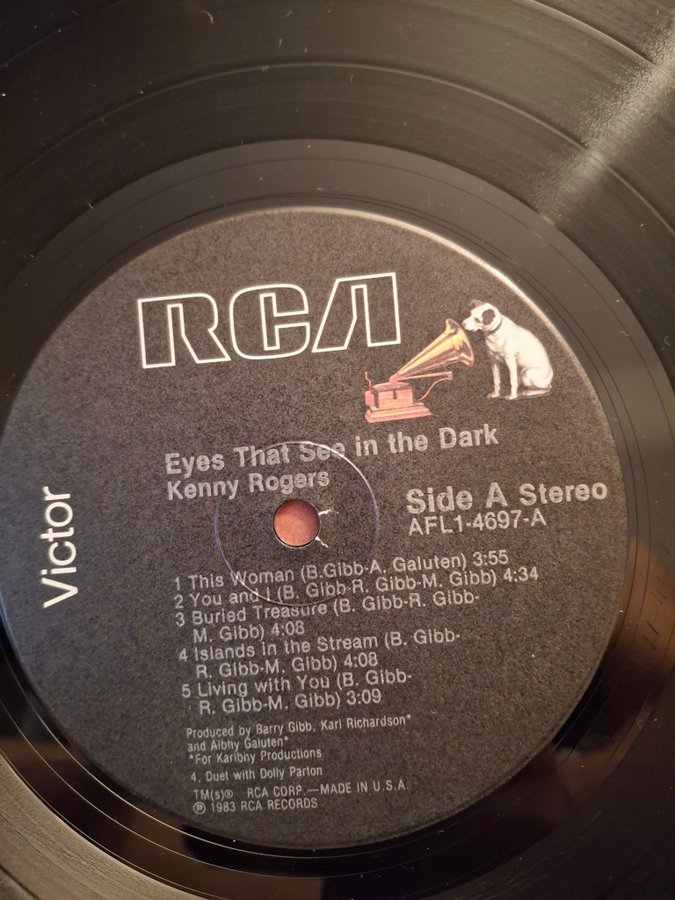 RCA
Eyes That See in the Dark
Kenny Rogers
Side A Stereo
AFL1-4697-A
Victor
1 This Woman (B.Gibb-A. Galuten) 3:55
2 You and I (B. Gibb-R. Gibb-M. Gibb) 4:34
3 Buried Treasure (B. Gibb-R. Gibb-
M. Gibb) 4:08
4 Islands in the Stream (B. Gibb-
R. Gibb-M. Gibb) 4:08
5 Living with You (B. Gibb-
R. Gibb-M. Gibb) 3:09
Produced by Barry Gibb, Karl Richardson*
and Albhy Galuten*
*For Karlbhy Productions
4. Duet with Dolly Parton
TM(s)® RCA CORP.—MADE IN U.S.A.
℗ 1983 RCA RECORDS